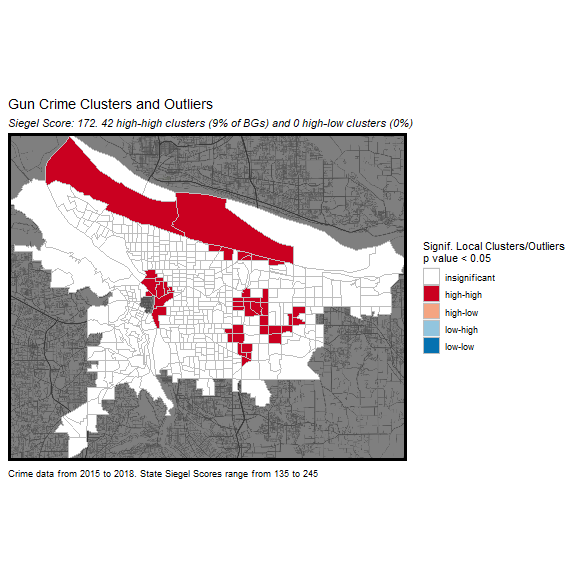 Gun Crime Clusters and Outliers
Siegel Score: 172. 42 high-high clusters (9% of BGs) and 0 high-low clusters (0%)
Signif. Local Clusters/Outliers
p value < 0.05
insignificant
high-high
high-low
low-high
low-low
Crime data from 2015 to 2018. State Siegel Scores range from 135 to 245